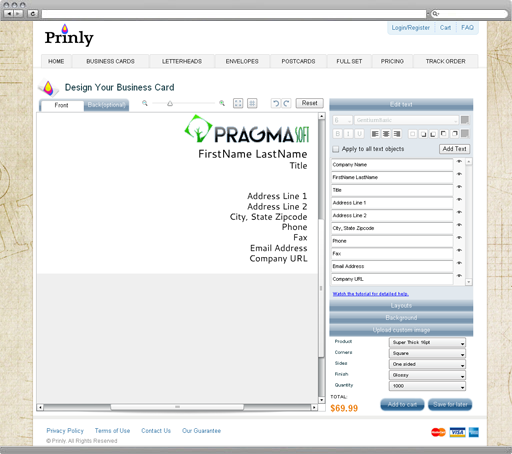 Prinly
Login/Register Cart FAQ
HOME BUSINESS CARDS LETTERHEADS ENVELOPES POSTCARDS FULL SET PRICING TRACK ORDER
Design Your Business Card
Front Back(optional) Reset
Edit text
PRAGMASOFT
FirstName LastName
Title
Address Line 1
Address Line 2
City, State Zipcode
Phone
Fax
Email Address
Company URL
B I U
Apply to all text objects Add Text
Company Name
FirstName LastName
Title
Address Line 1
Address Line 2
City, State Zipcode
Phone
Fax
Email Address
Company URL
Watch the tutorial for detailed help.
Layouts
Background
Upload custom image
Product Super Thick 16pt
Corners Square
Sides One sided
Finish Glossy
Quantity 1000
TOTAL:
$69.99 Add to cart Save for later
Privacy Policy Terms of Use Contact Us Our Guarantee
© Prinly. All Rights Reserved
VISA